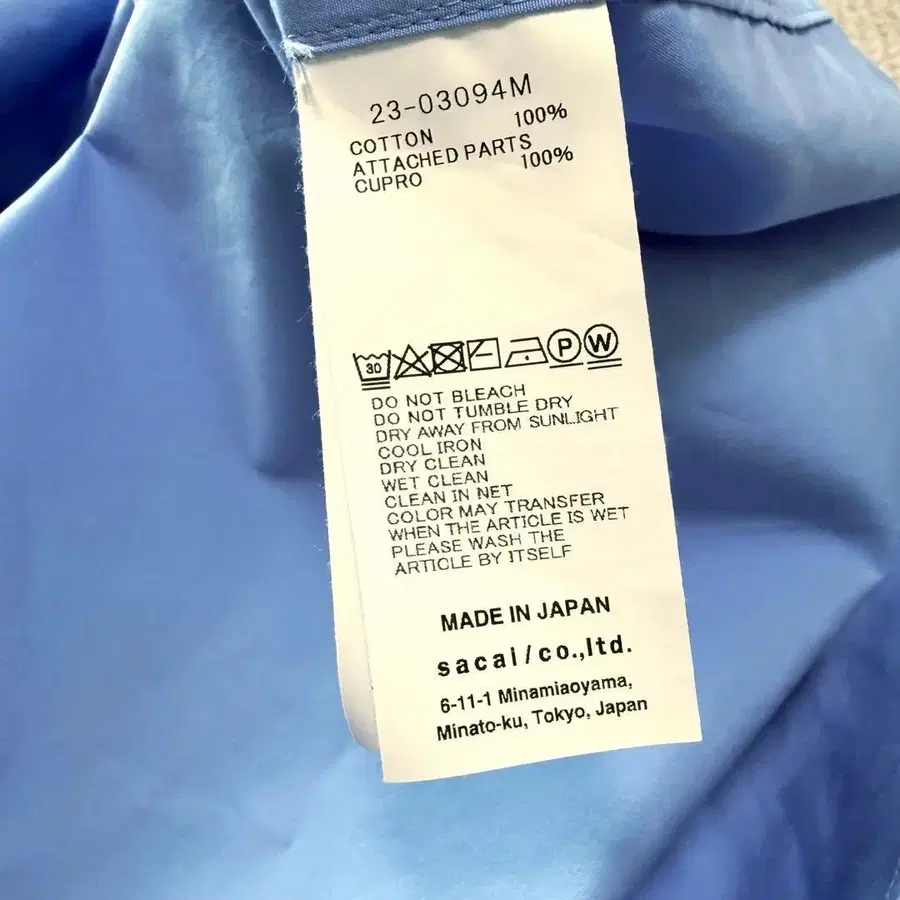 23-03094M
COTTON 100%
ATTACHED PARTS
CUPRO 100%
30 P W
DO NOT BLEACH
DO NOT TUMBLE DRY
DRY AWAY FROM SUNLIGHT
COOL IRON
DRY CLEAN
WET CLEAN
CLEAN IN NET
COLOR MAY TRANSFER
WHEN THE ARTICLE IS WET
PLEASE WASH THE
ARTICLE BY ITSELF
MADE IN JAPAN
sacai/co.,ltd.
6-11-1 Minamiaoyama,
Minato-ku, Tokyo, Japan